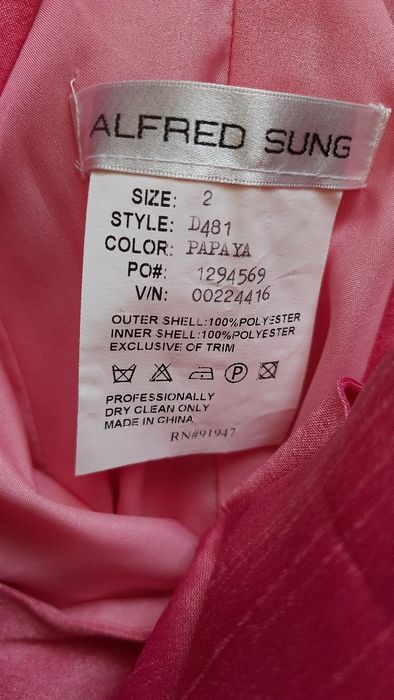 ALFRED SUNG
SIZE: 2
STYLE: D481
COLOR: PAPAYA
PO#: 1294569
V/N: 00224416
OUTER SHELL:100%POLYESTER
INNER SHELL:100%POLYESTER
EXCLUSIVE OF TRIM
P
PROFESSIONALLY
DRY CLEAN ONLY
MADE IN CHINA
RN#91947